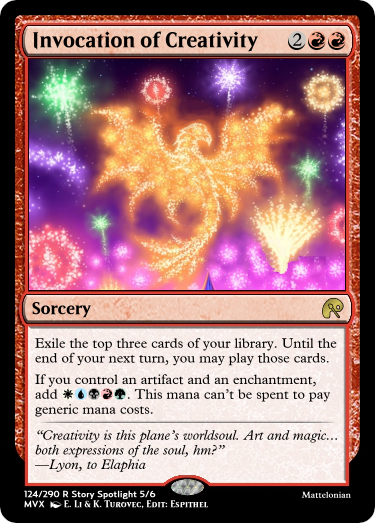 Invocation of Creativity 2
Sorcery
Exile the top three cards of your library. Until the
end of your next turn, you may play those cards.
If you control an artifact and an enchantment,
add . This mana can't be spent to pay
generic mana costs.
“Creativity is this plane's worldsoul. Art and magic...
both expressions of the soul, hm?”
—Lyon, to Elaphia
124/290 R Story Spotlight 5/6
MVX E. Li & K. Turovec, Edit: Espithel
Mattelonian